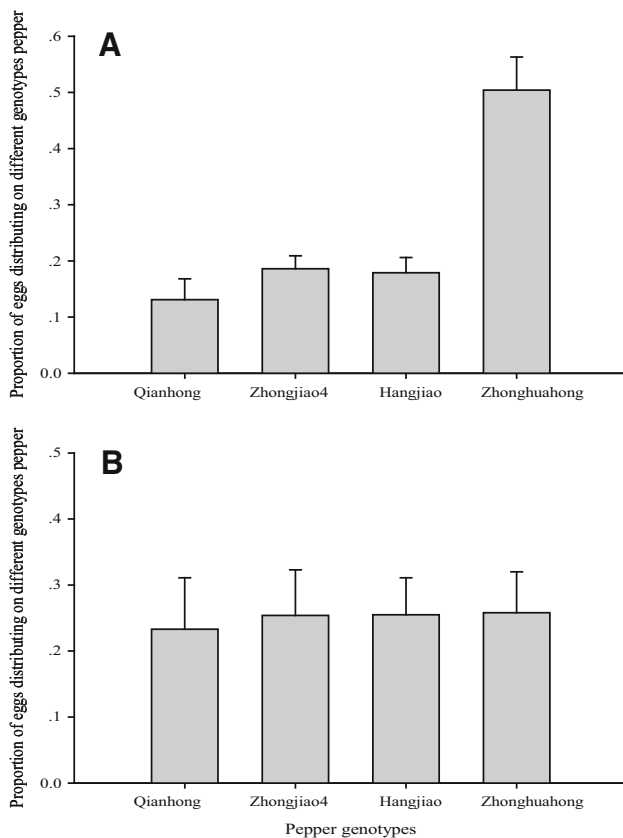 A
Proportion of eggs distributing on different genotypes pepper
.6
.5
.4
.3
.2
.1
0.0
Qianhong Zhongjiao4 Hangjiao Zhonghuahong
B
Proportion of eggs distributing on different genotypes pepper
.5
.4
.3
.2
.1
0.0
Qianhong Zhongjiao4 Hangjiao Zhonghuahong
Pepper genotypes